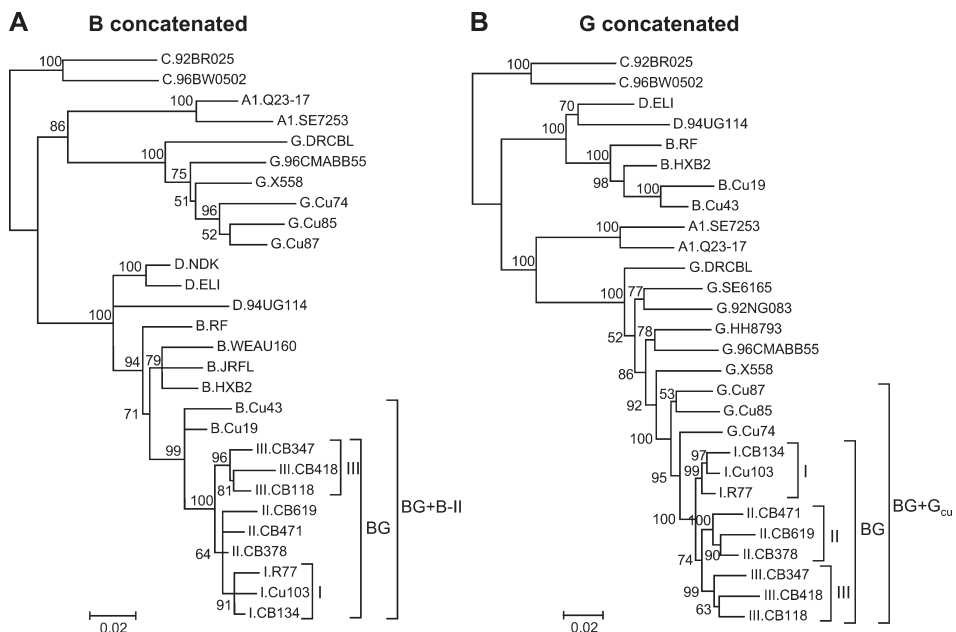 A
B concatenated
100
C.92BR025
C.96BW0502
100
A1.Q23-17
A1.SE7253
86
G.DRCBL
100
G.96CMABB55
75
G.X558
51
96
G.Cu74
G.Cu85
52
G.Cu87
100
D.NDK
D.ELI
D.94UG114
100
B.RF
B.WEAU160
94
79
B.JRFL
B.HXB2
71
B.Cu43
B.Cu19
99
III.CB347
96
III.CB418
III
81
III.CB118
100
II.CB619
II.CB471
64
II.CB378
I.R77
I.Cu103
I
91
I.CB134
BG
BG+B-II
0.02
B
G concatenated
100
C.92BR025
C.96BW0502
70
D.ELI
D.94UG114
100
B.RF
100
B.HXB2
98
100
B.Cu19
B.Cu43
100
A1.SE7253
A1.Q23-17
100
G.DRCBL
100
77
G.SE6165
G.92NG083
52
78
G.HH8793
G.96CMABB55
86
G.X558
92
53
G.Cu87
G.Cu85
100
G.Cu74
95
97
I.CB134
99
I.Cu103
I
I.R77
100
100
II.CB471
II.CB619
II
90
II.CB378
74
III.CB347
99
III.CB418
III
63
III.CB118
BG
BG+Gcu
0.02